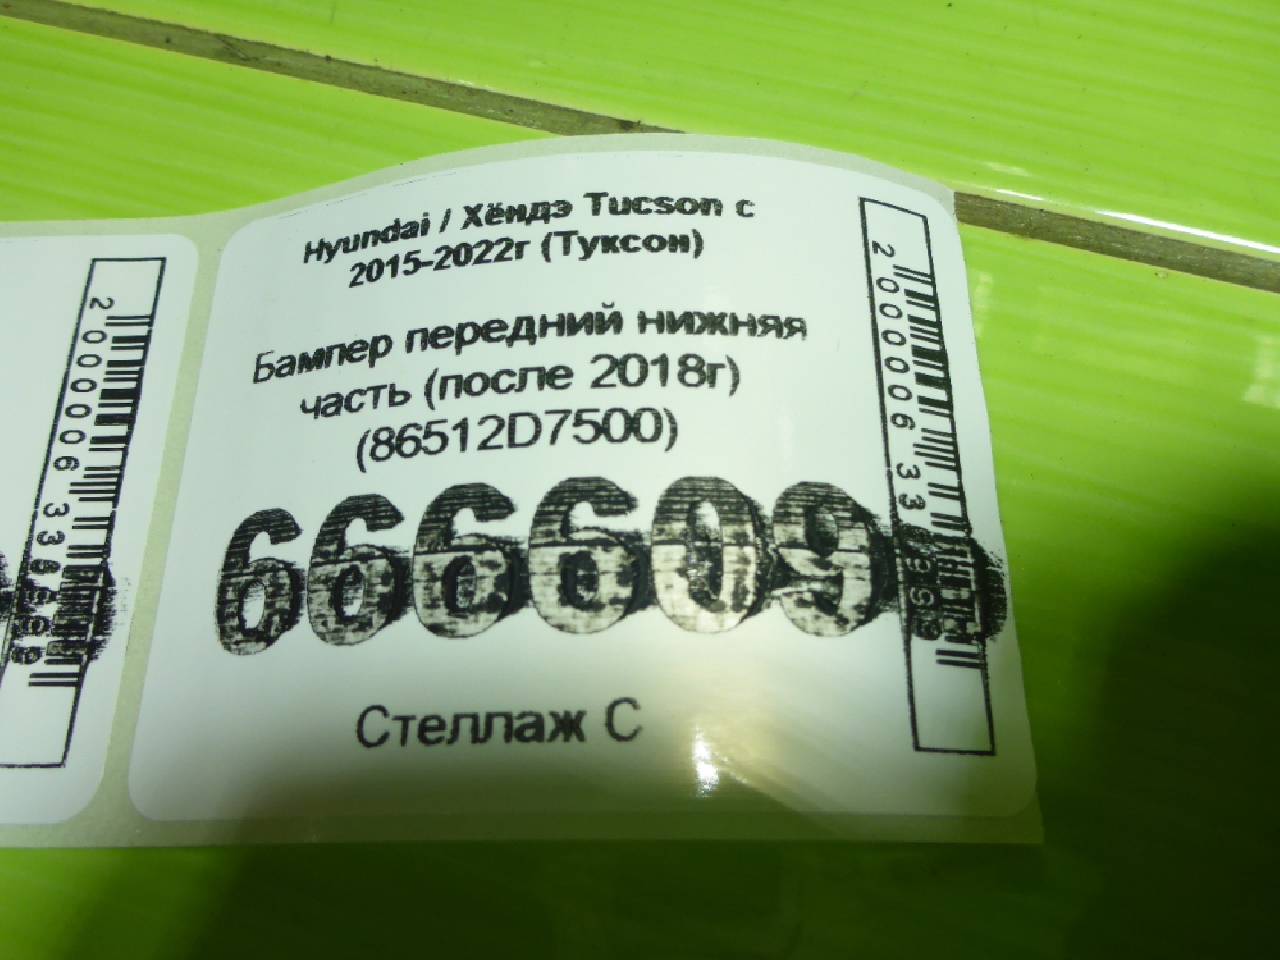 Hyundai / Хёндэ Tucson с
2015-2022г (Туксон)
Бампер передний нижняя
часть (после 2018г)
(86512D7500)
666609
Стеллаж С